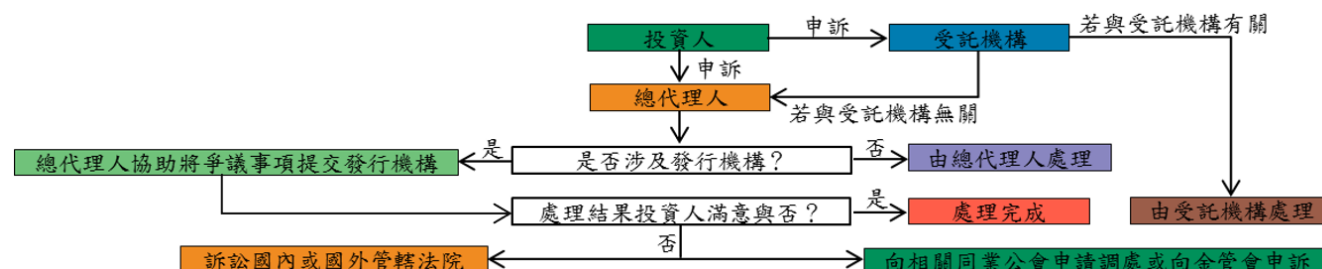 投資人
申訴
受託機構
若與受託機構有關
申訴
總代理人
若與受託機構無關
總代理人協助將爭議事項提交發行機構
是
是否涉及發行機構？
否
由總代理人處理
處理結果投資人滿意與否？
是
處理完成
由受託機構處理
否
訴訟國內或國外管轄法院
向相關同業公會申請調處或向金管會申訴